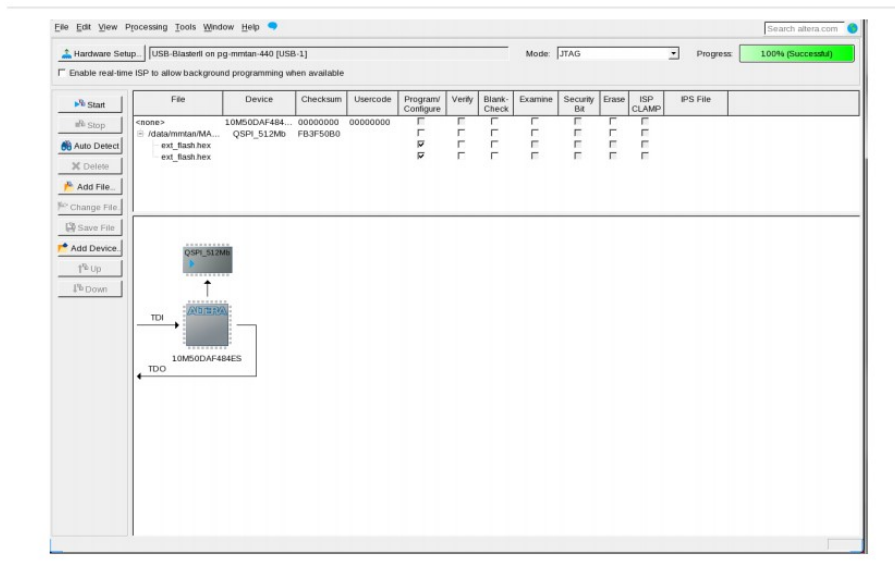 File Edit View Processing Tools Window Help
Search altera.com
Hardware Setup... USB-BlasterII on pg-mmtan-440 [USB-1] Mode: JTAG Progress: 100% (Successful)
Enable real-time ISP to allow background programming when available
Start
Stop
Auto Detect
Delete
Add File...
Change File..
Save File
Add Device..
Up
Down
File Device Checksum Usercode Program/Configure Verify Blank-Check Examine Security Bit Erase ISP CLAMP IPS File
<none> 10M50DAF484... 00000000 00000000
/data/mmtan/MA... QSPI_512Mb FB3F50B0
ext_flash.hex
ext_flash.hex
QSPI_512Mb
ALTERA
TDI
10M50DAF484ES
TDO